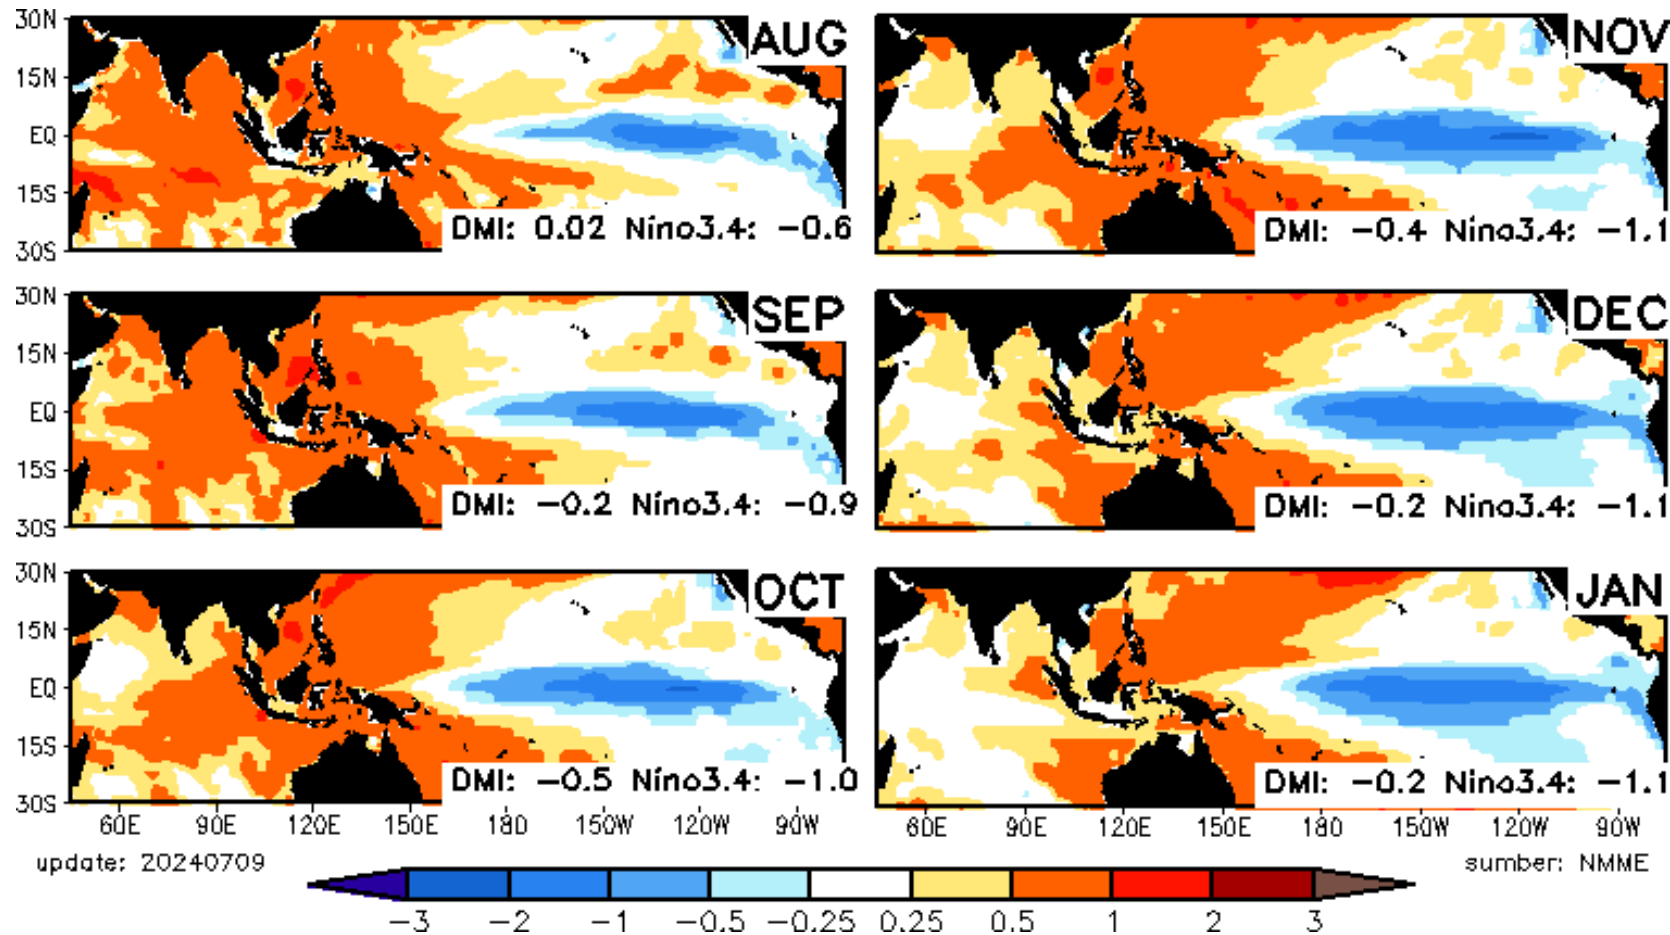 30N
15N
EQ
15S
30S
AUG
DMI: 0.02 Nino3.4: −0.6
NOV
DMI: −0.4 Nino3.4: −1.1
30N
15N
EQ
15S
30S
SEP
DMI: −0.2 Nino3.4: −0.9
DEC
DMI: −0.2 Nino3.4: −1.1
30N
15N
EQ
15S
30S
OCT
DMI: −0.5 Nino3.4: −1.0
JAN
DMI: −0.2 Nino3.4: −1.1
60E 90E 120E 150E 180 150W 120W 90W
60E 90E 120E 150E 180 150W 120W 90W
update: 20240709
sumber: NMME
−3 −2 −1 −0.5 −0.25 0.25 0.5 1 2 3